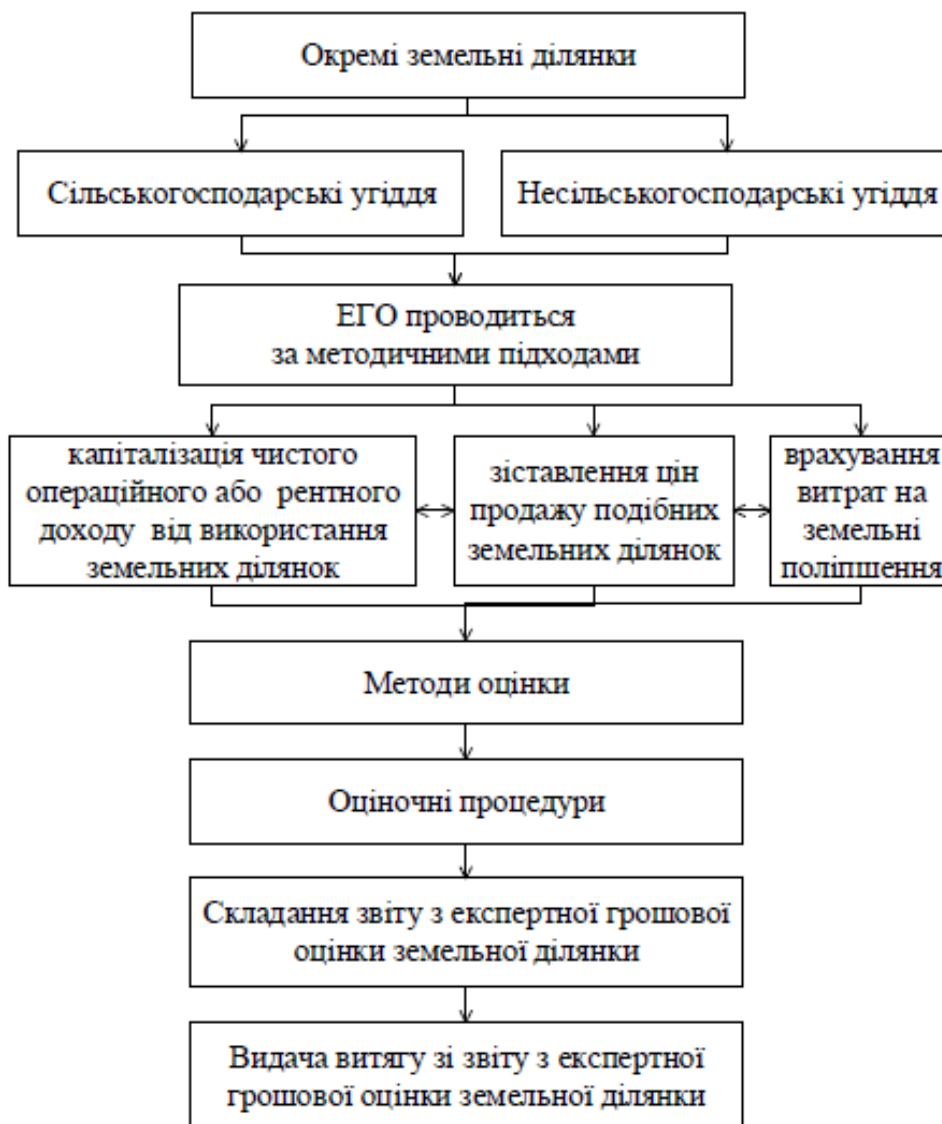 Окремі земельні ділянки
Сільськогосподарські угіддя
Несільськогосподарські угіддя
ЕГО проводиться
за методичними підходами
капіталізація чистого
операційного або рентного
доходу від використання
земельних ділянок
зіставлення цін
продажу подібних
земельних ділянок
врахування
витрат на
земельні
поліпшення
Методи оцінки
Оціночні процедури
Складання звіту з експертної грошової
оцінки земельної ділянки
Видача витягу зі звіту з експертної
грошової оцінки земельної ділянки